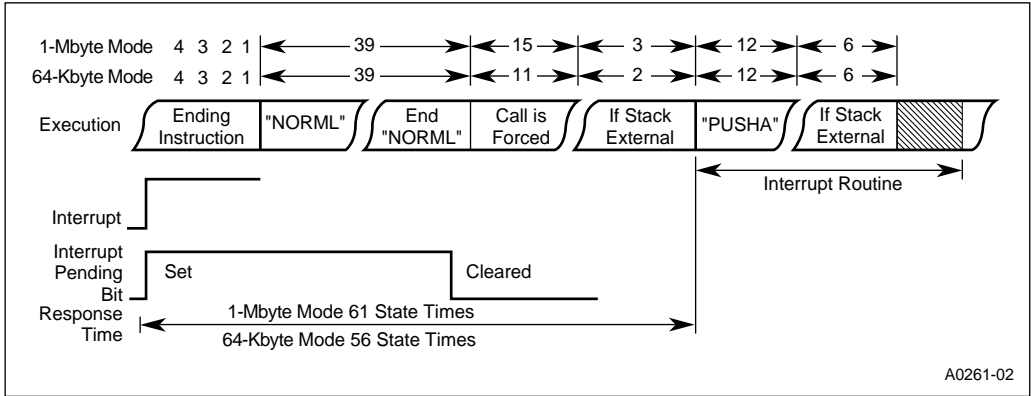 1-Mbyte Mode 4 3 2 1 39 15 3 12 6
64-Kbyte Mode 4 3 2 1 39 11 2 12 6
Execution
Ending
Instruction
"NORML"
End
"NORML"
Call is
Forced
If Stack
External
"PUSHA"
If Stack
External
Interrupt Routine
Interrupt
Interrupt
Pending
Bit
Set
Cleared
Response
Time
1-Mbyte Mode 61 State Times
64-Kbyte Mode 56 State Times
A0261-02